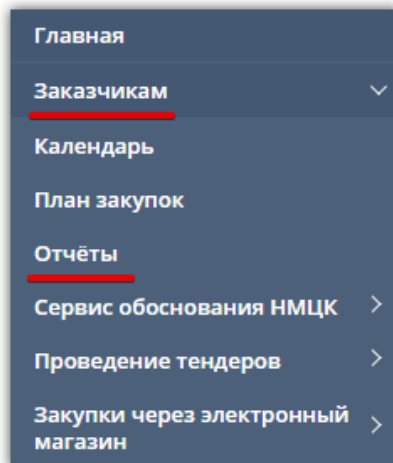 Главная
Заказчикам
Календарь
План закупок
Отчёты
Сервис обоснования НМЦК
Проведение тендеров
Закупки через электронный
магазин